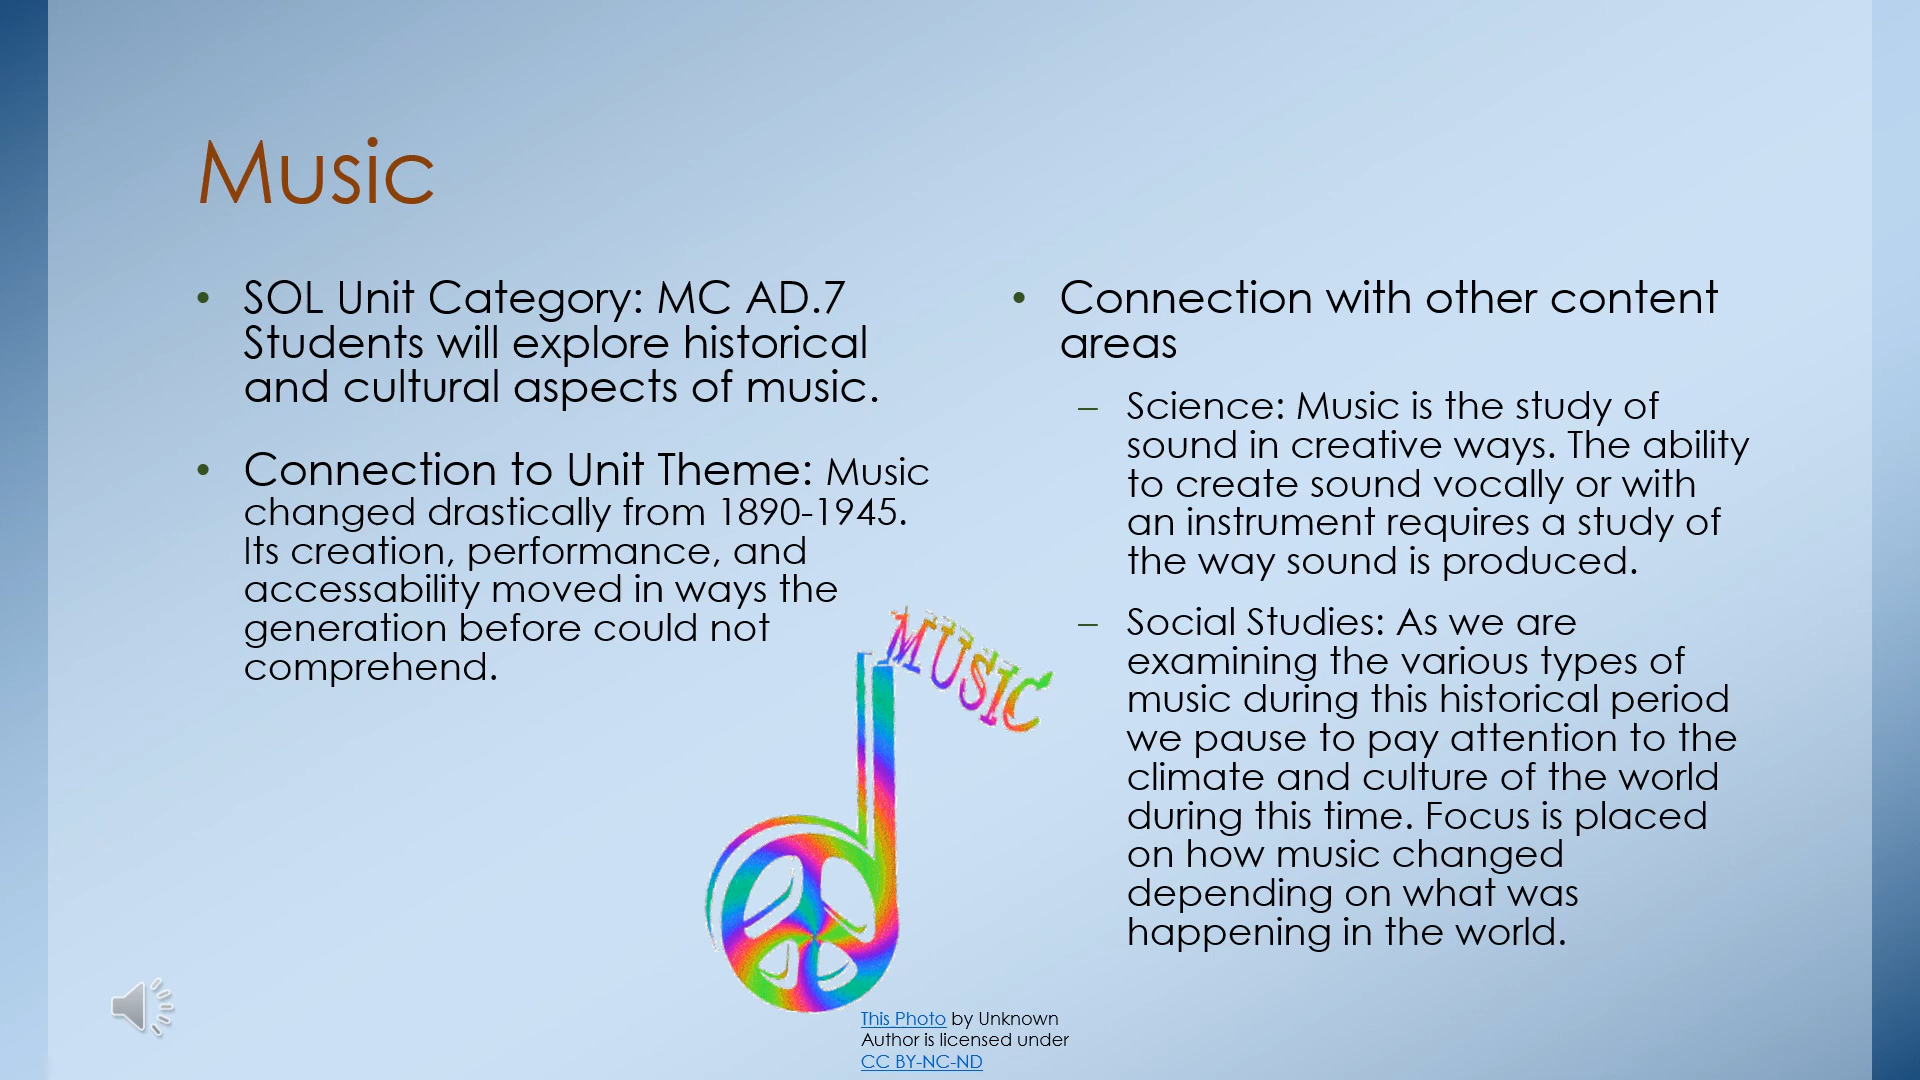 Music
• SOL Unit Category: MC AD.7
Students will explore historical
and cultural aspects of music.
• Connection to Unit Theme: Music
changed drastically from 1890-1945.
Its creation, performance, and
accessability moved in ways the
generation before could not
comprehend.
• Connection with other content
areas
– Science: Music is the study of
sound in creative ways. The ability
to create sound vocally or with
an instrument requires a study of
the way sound is produced.
– Social Studies: As we are
examining the various types of
music during this historical period
we pause to pay attention to the
climate and culture of the world
during this time. Focus is placed
on how music changed
depending on what was
happening in the world.
MUSIC
This Photo by Unknown
Author is licensed under
CC BY-NC-ND